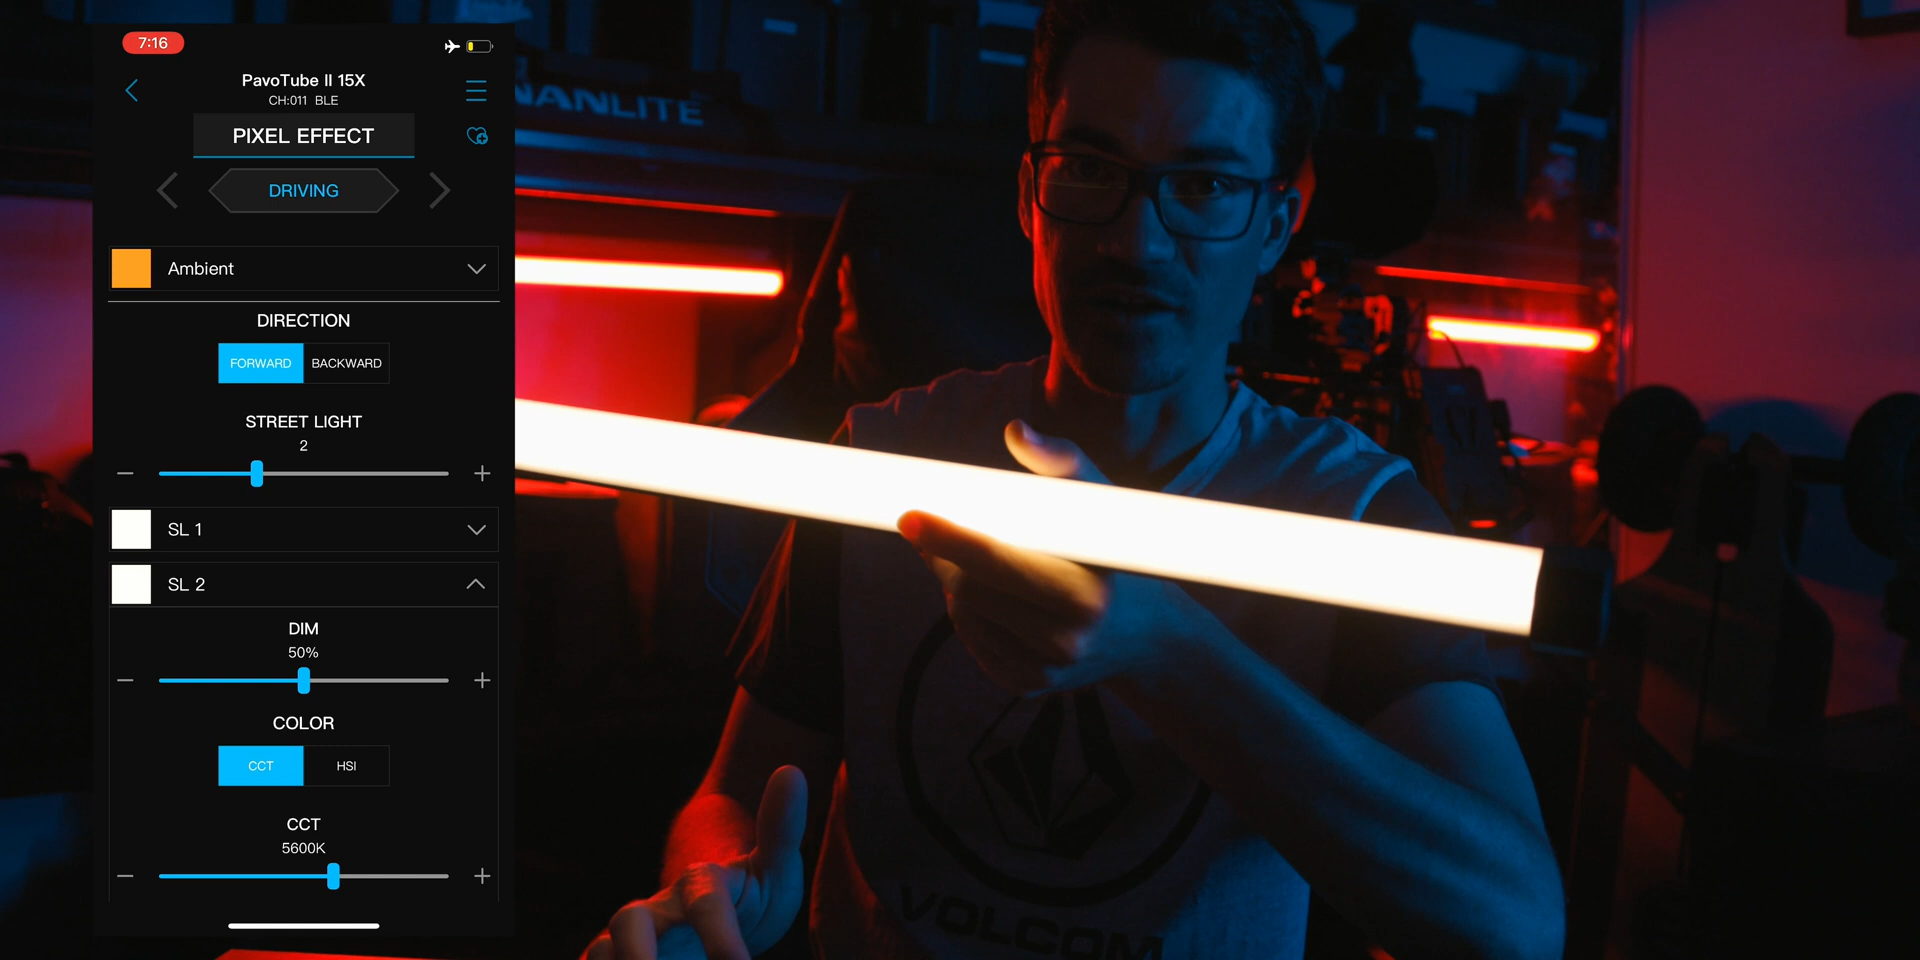 7:16
PavoTube II 15X
CH:011 BLE
PIXEL EFFECT
DRIVING
Ambient
DIRECTION
FORWARD BACKWARD
STREET LIGHT
2
SL 1
SL 2
DIM
50%
COLOR
CCT HSI
CCT
5600K
NANLITE
VOLCOM